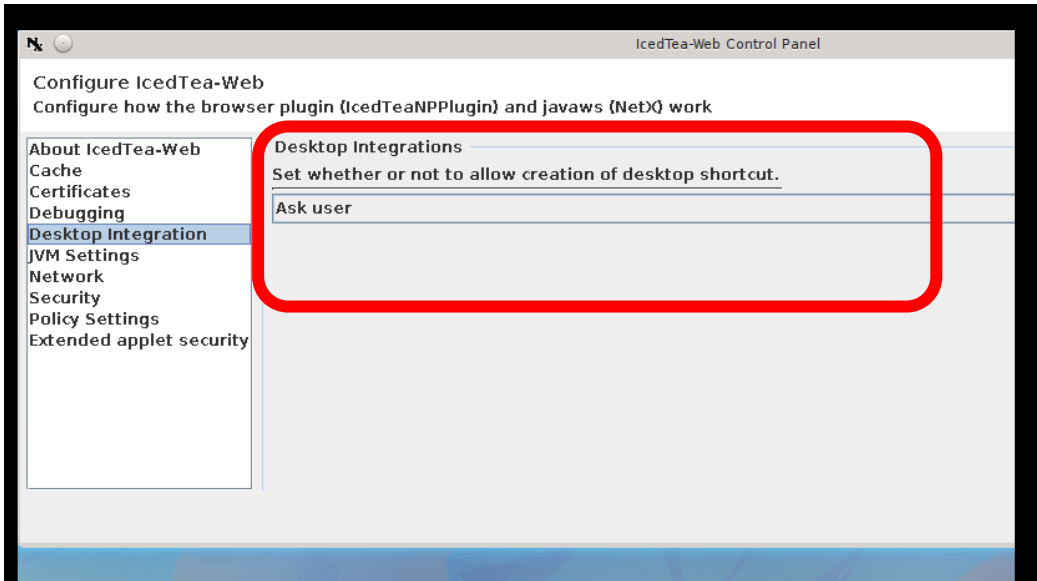 Nx
IcedTea-Web Control Panel
Configure IcedTea-Web
Configure how the browser plugin (IcedTeaNPPlugin) and javaws (NetX) work
About IcedTea-Web
Cache
Certificates
Debugging
Desktop Integration
JVM Settings
Network
Security
Policy Settings
Extended applet security
Desktop Integrations
Set whether or not to allow creation of desktop shortcut.
Ask user